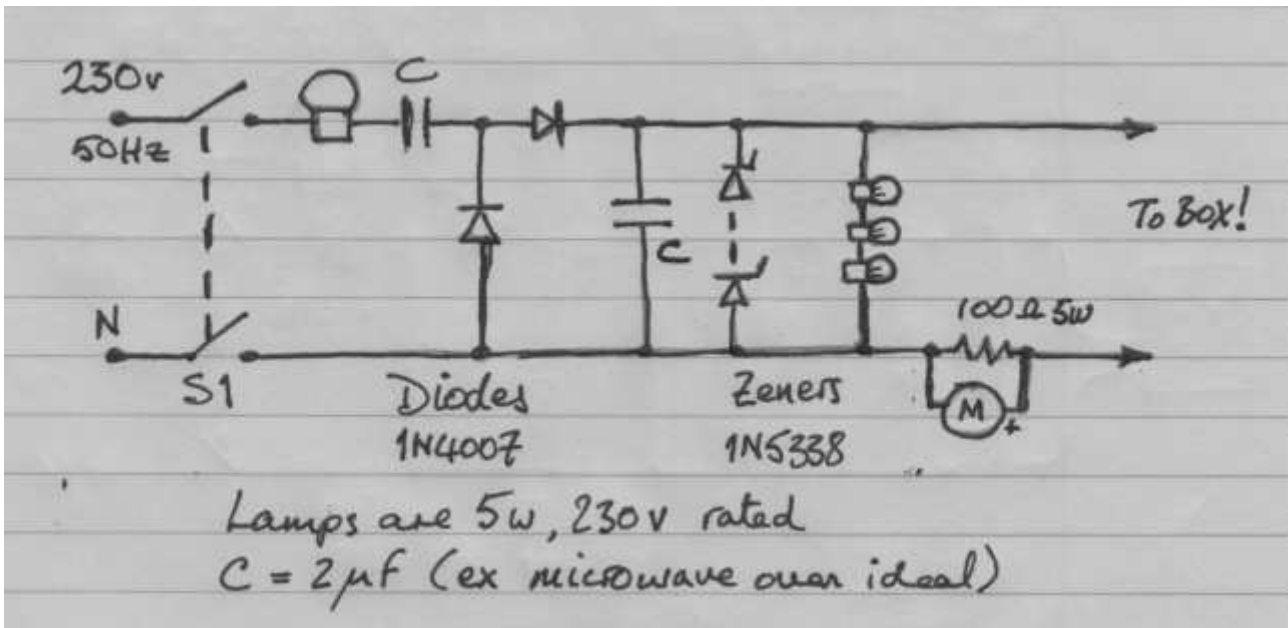 230v
50Hz
C
C
To BOX!
N
S1
100Ω 5w
M
+
Diodes
1N4007
Zeners
1N5338
Lamps are 5w, 230v rated
C = 2μf (ex microwave oven ideal)